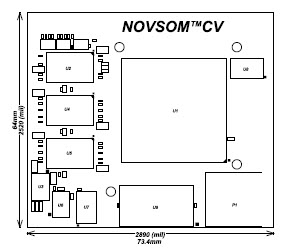 NOVSOM™CV
U2
U8
U4
U1
64mm
2520 (mil)
U5
U3
U6
U7
U9
P1
2890 (mil)
73.4mm